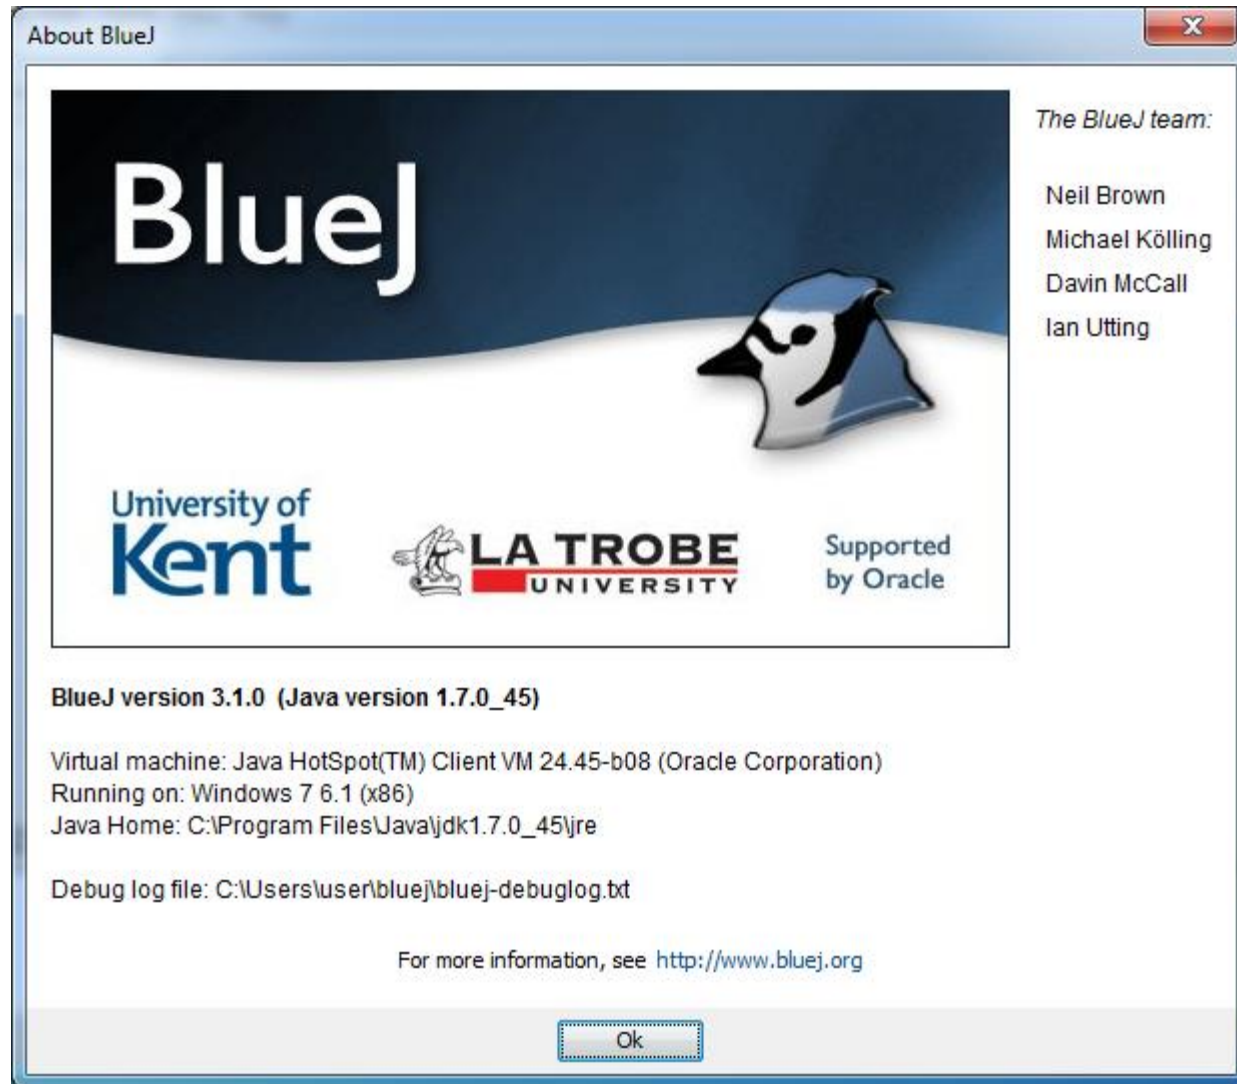 About BlueJ
BlueJ
The BlueJ team:
Neil Brown
Michael Kölling
Davin McCall
Ian Utting
University of
Kent
LA TROBE
UNIVERSITY
Supported
by Oracle
BlueJ version 3.1.0 (Java version 1.7.0_45)
Virtual machine: Java HotSpot(TM) Client VM 24.45-b08 (Oracle Corporation)
Running on: Windows 7 6.1 (x86)
Java Home: C:\Program Files\Java\jdk1.7.0_45\jre
Debug log file: C:\Users\user\bluej\bluej-debuglog.txt
For more information, see http://www.bluej.org
Ok